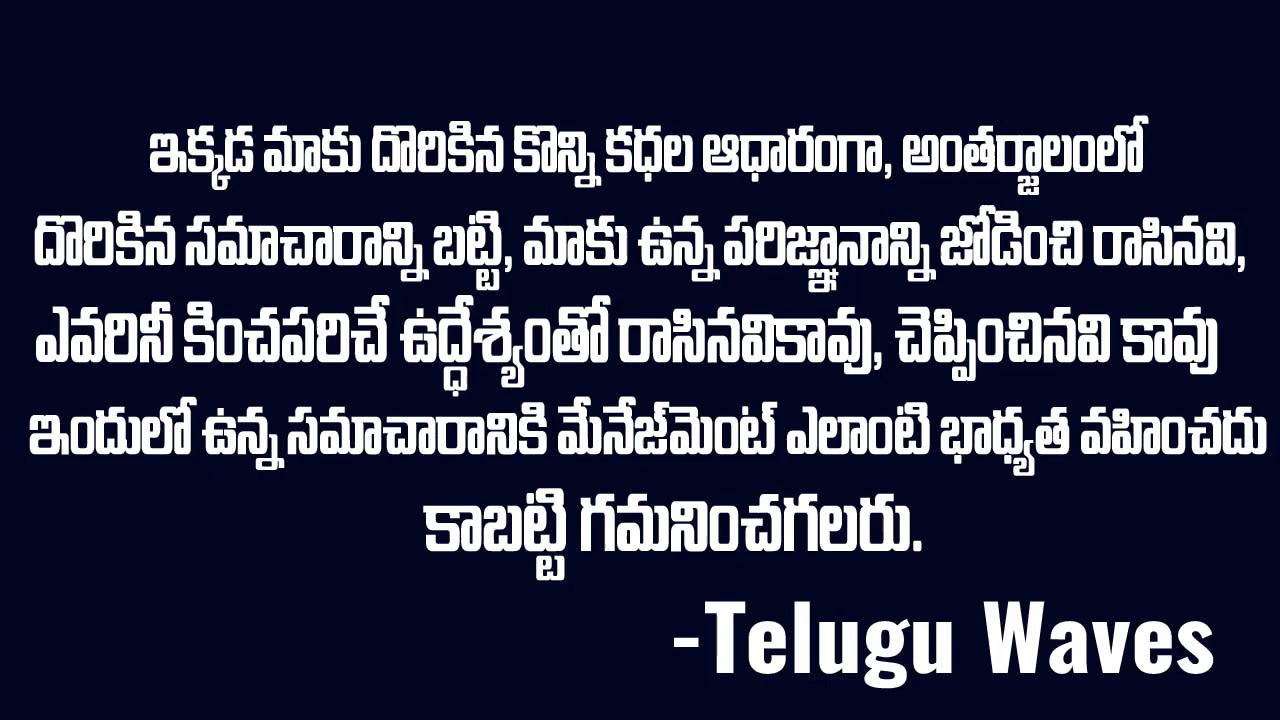 ఇక్కడ మాకు దొరికిన కొన్ని కధల ఆధారంగా, అంతర్జాలంలో
దొరికిన సమాచారాన్ని బట్టి, మాకు ఉన్న పరిజ్ఞానాన్ని జోడించి రాసినవి,
ఎవరినీ కించపరిచే ఉద్ధేశ్యంతో రాసినవికావు, చెప్పించినవి కావు
ఇందులో ఉన్న సమాచారానికి మేనేజ్‌మెంట్ ఎలాంటి భాధ్యత వహించదు
కాబట్టి గమనించగలరు.
-Telugu Waves